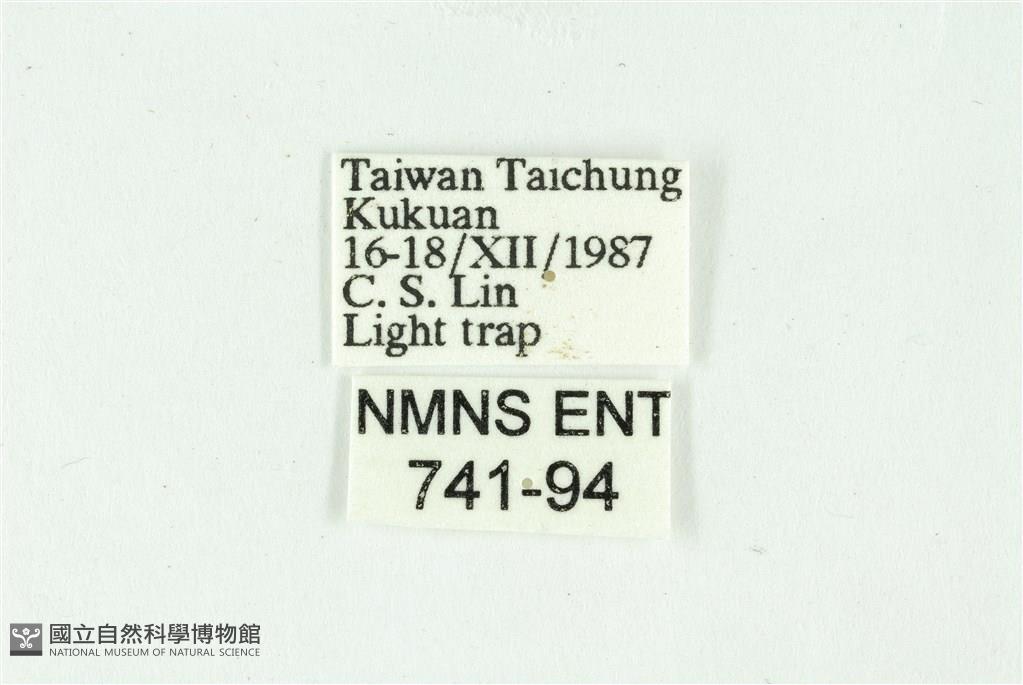 Taiwan Taichung
Kukuan
16-18/XII/1987
C. S. Lin
Light trap
NMNS ENT
741-94
國立自然科學博物館
NATIONAL MUSEUM OF NATURAL SCIENCE